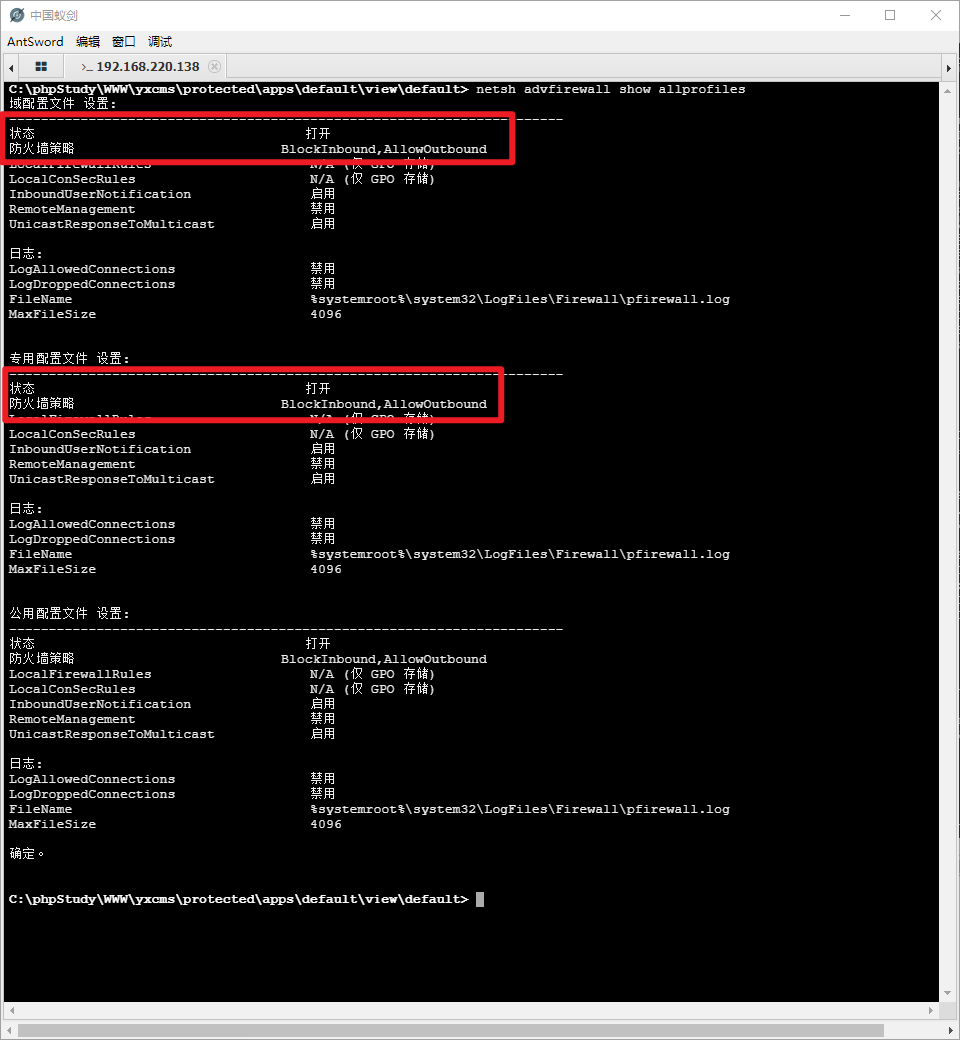 中国蚁剑
AntSword 编辑 窗口 调试
>_ 192.168.220.138
C:\phpStudy\WWW\yxcms\protected\apps\default\view\default> netsh advfirewall show allprofiles
域配置文件 设置:
----------------------------------------------------------------------
状态 打开
防火墙策略 BlockInbound,AllowOutbound
LocalFirewallRules N/A (仅 GPO 存储)
LocalConSecRules N/A (仅 GPO 存储)
InboundUserNotification 启用
RemoteManagement 禁用
UnicastResponseToMulticast 启用
日志:
LogAllowedConnections 禁用
LogDroppedConnections 禁用
FileName %systemroot%\system32\LogFiles\Firewall\pfirewall.log
MaxFileSize 4096
专用配置文件 设置:
----------------------------------------------------------------------
状态 打开
防火墙策略 BlockInbound,AllowOutbound
LocalFirewallRules N/A (仅 GPO 存储)
LocalConSecRules N/A (仅 GPO 存储)
InboundUserNotification 启用
RemoteManagement 禁用
UnicastResponseToMulticast 启用
日志:
LogAllowedConnections 禁用
LogDroppedConnections 禁用
FileName %systemroot%\system32\LogFiles\Firewall\pfirewall.log
MaxFileSize 4096
公用配置文件 设置:
----------------------------------------------------------------------
状态 打开
防火墙策略 BlockInbound,AllowOutbound
LocalFirewallRules N/A (仅 GPO 存储)
LocalConSecRules N/A (仅 GPO 存储)
InboundUserNotification 启用
RemoteManagement 禁用
UnicastResponseToMulticast 启用
日志:
LogAllowedConnections 禁用
LogDroppedConnections 禁用
FileName %systemroot%\system32\LogFiles\Firewall\pfirewall.log
MaxFileSize 4096
确定。
C:\phpStudy\WWW\yxcms\protected\apps\default\view\default>